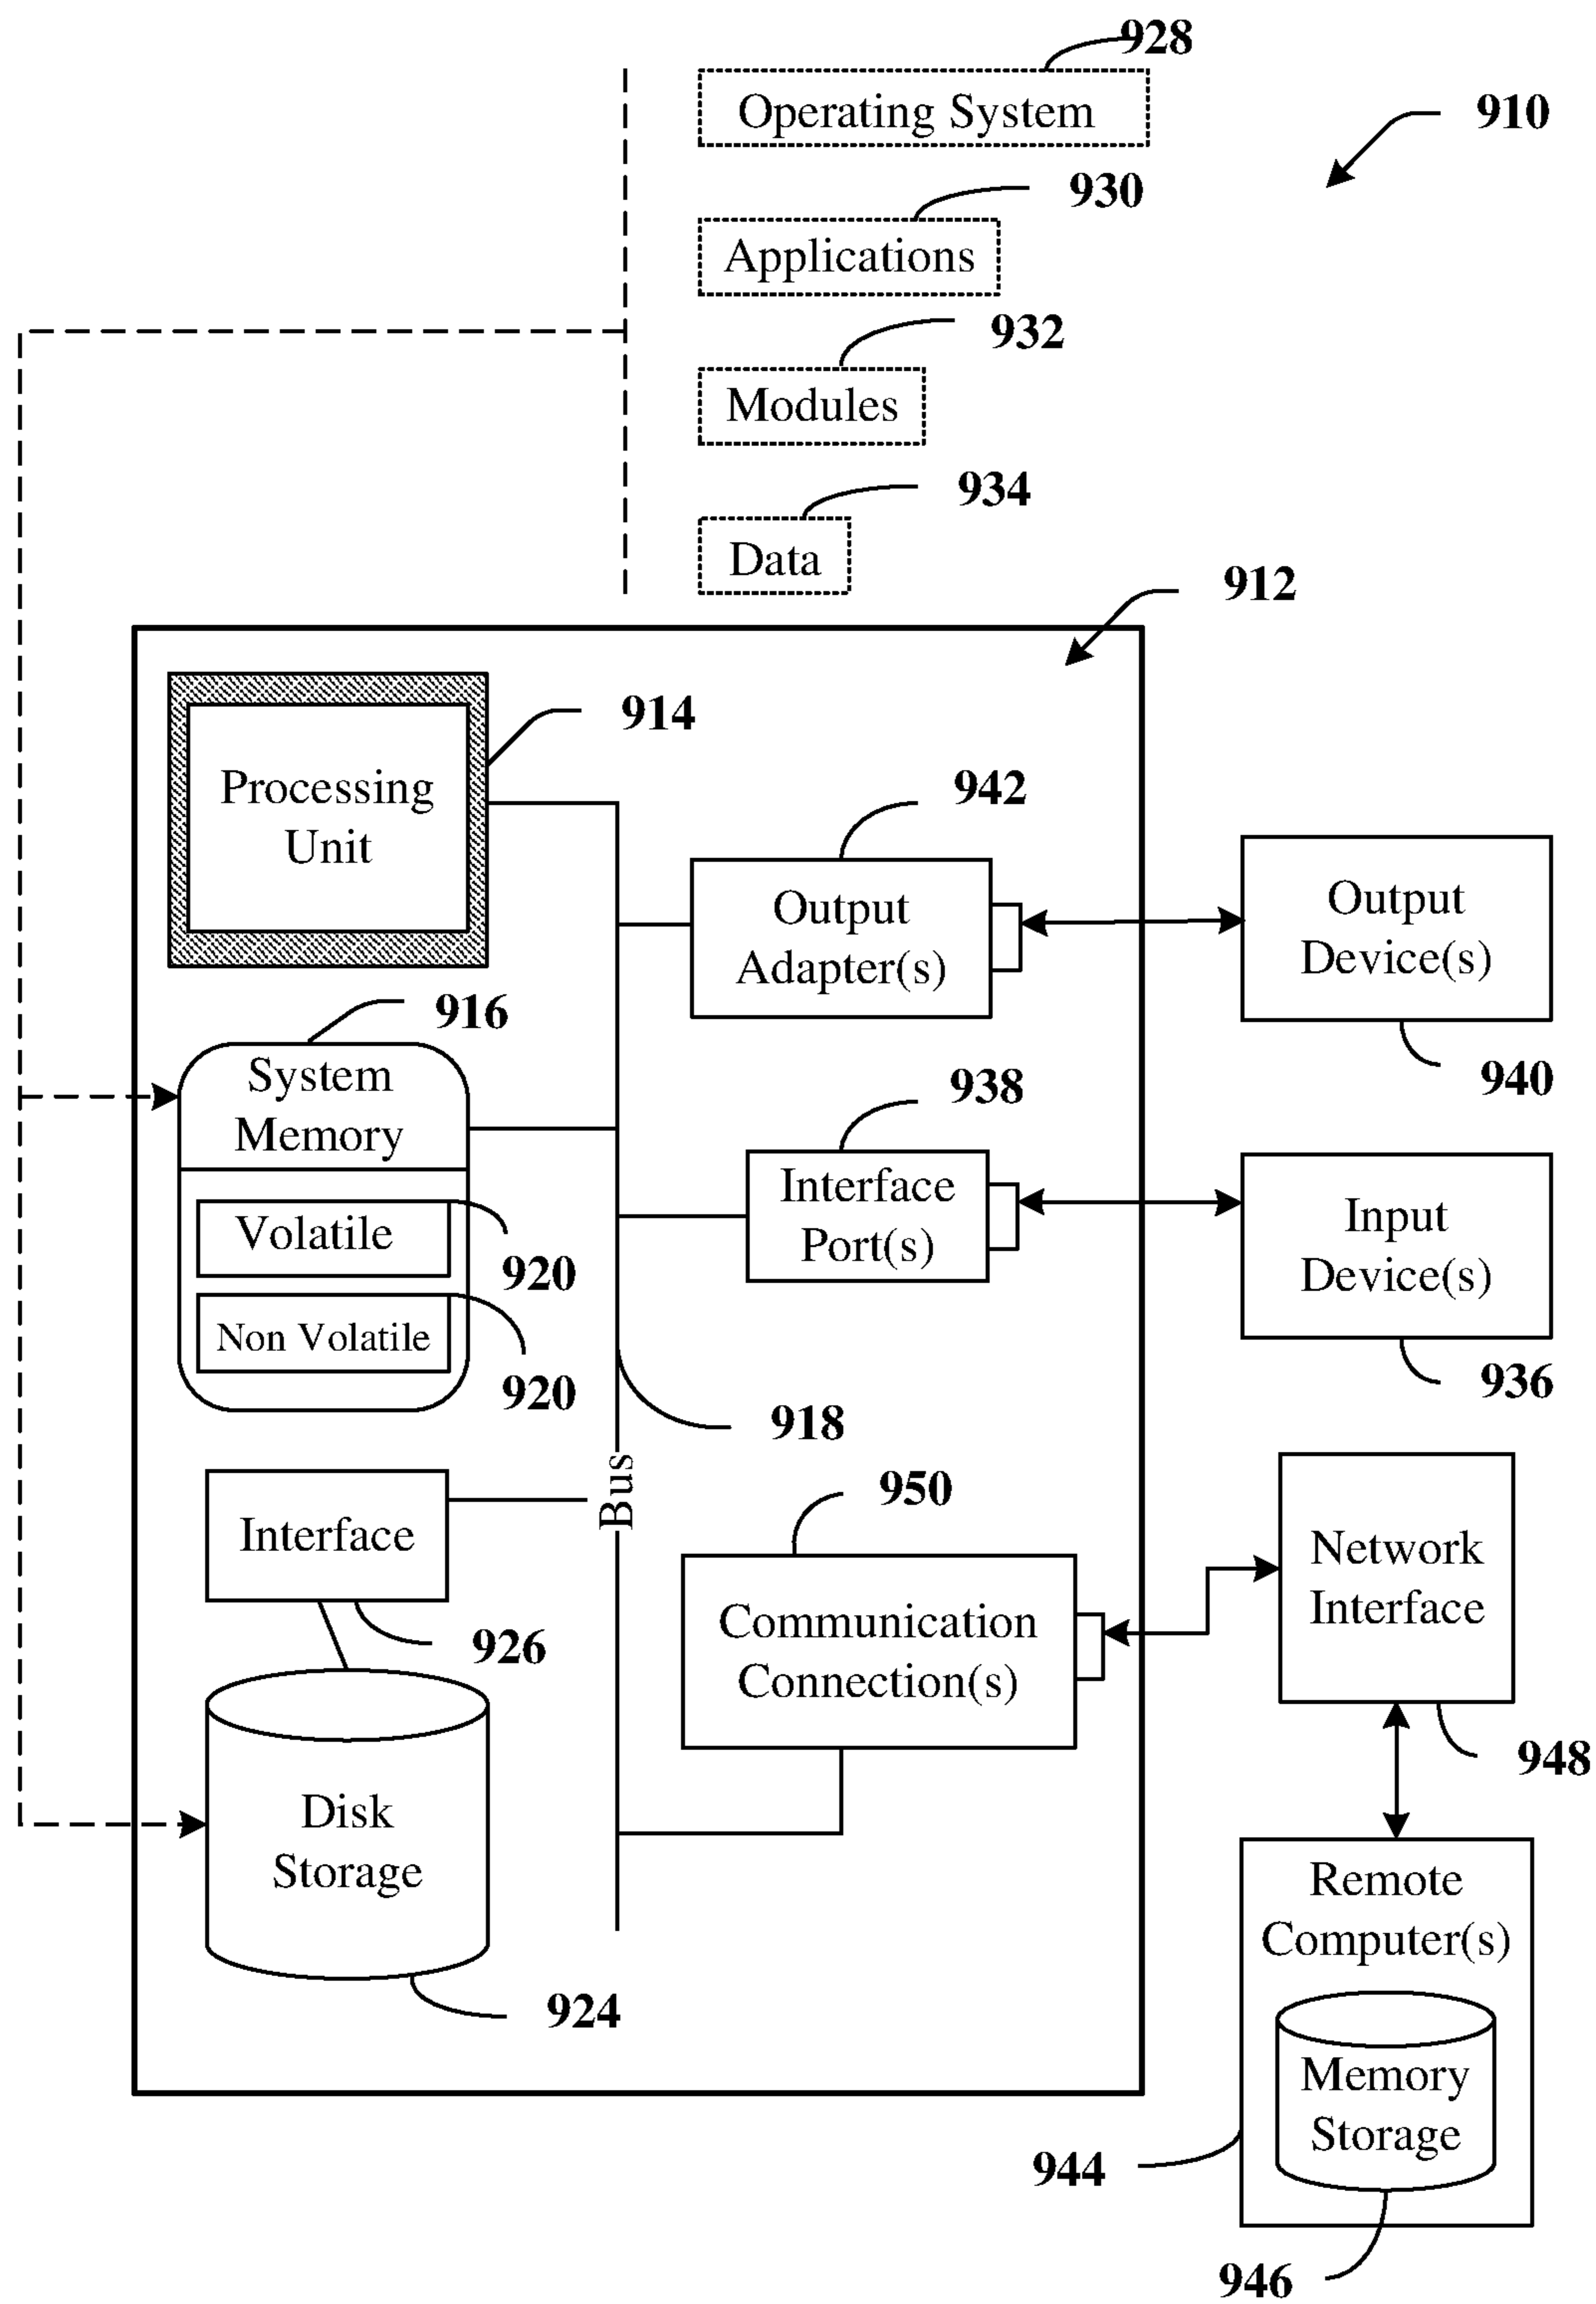 928
Operating System
910
930
Applications
932
Modules
934
Data
912
914
Processing
Unit
942
Output
Adapter(s)
Output
Device(s)
940
916
System
Memory
938
Interface
Port(s)
Input
Device(s)
936
Volatile
920
Non Volatile
920
918
Bus
950
Interface
926
Communication
Connection(s)
Network
Interface
948
Disk
Storage
924
Remote
Computer(s)
Memory
Storage
944
946